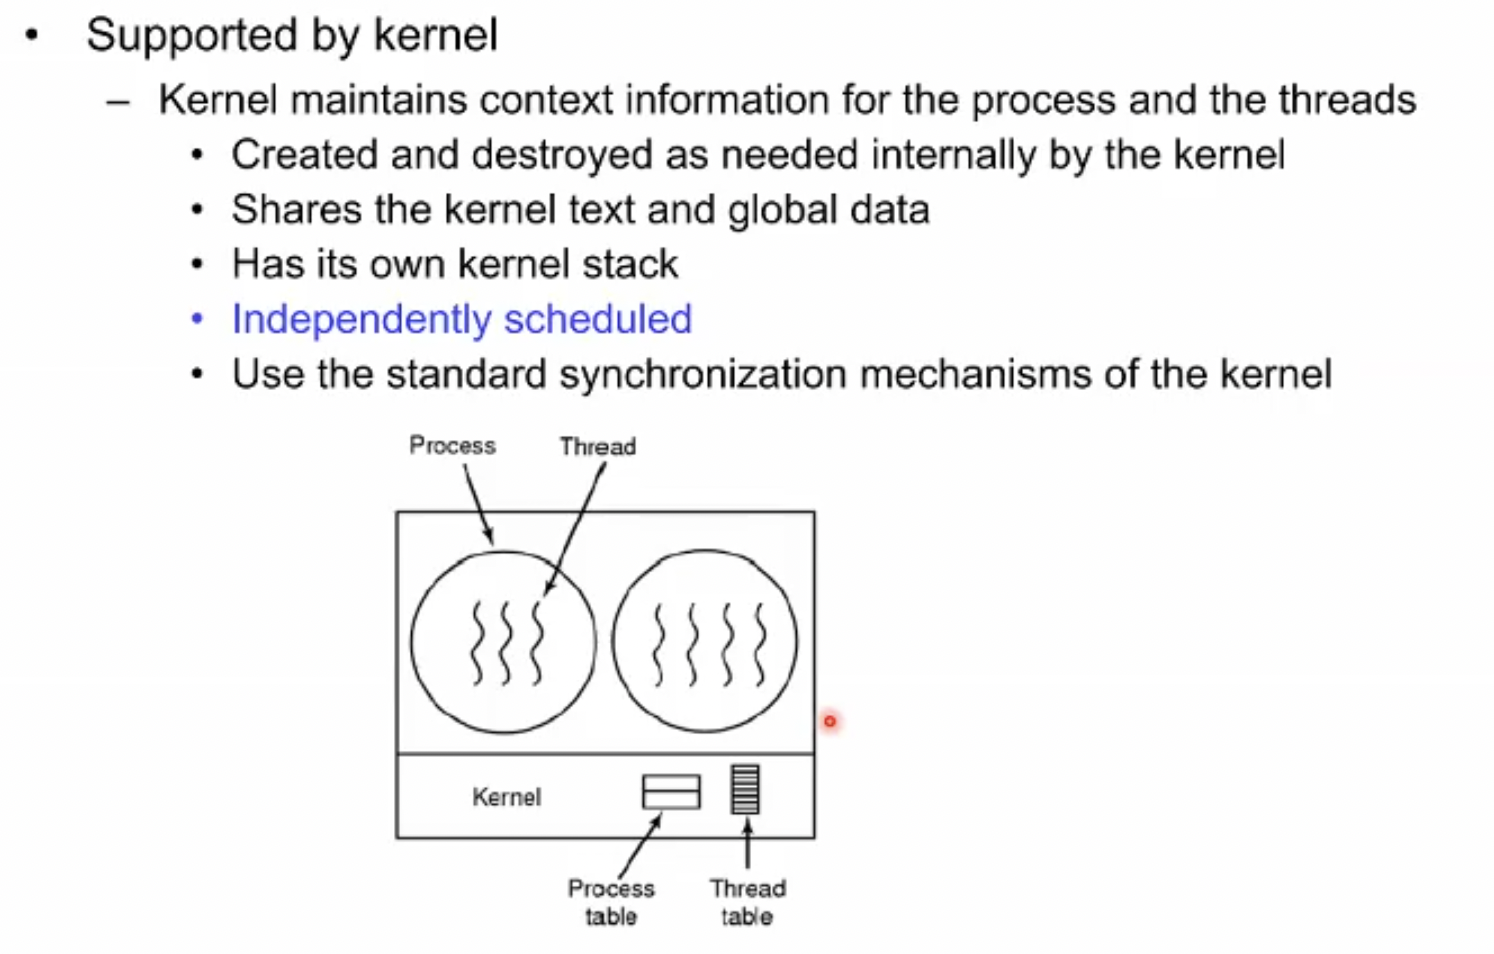 • Supported by kernel
– Kernel maintains context information for the process and the threads
• Created and destroyed as needed internally by the kernel
• Shares the kernel text and global data
• Has its own kernel stack
• Independently scheduled
• Use the standard synchronization mechanisms of the kernel
Process
Thread
Kernel
Process
table
Thread
table